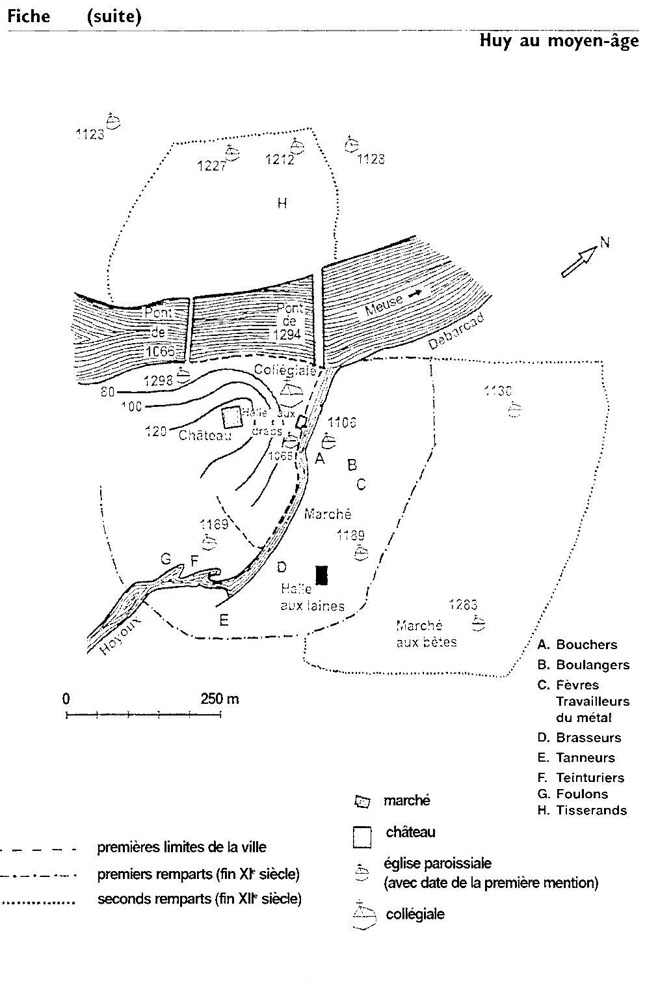 Fiche (suite)
Huy au moyen-âge
1123
1227
1212
1123
H
N
Meuse
Pont
de
1066
Pont
de
1294
Débarcad
Collégiale
1298
80
100
120
Château
Halle aux
draps
1066
1106
1130
A
B
C
Marché
1189
1189
G
F
D
Halle
aux laines
E
Hoyoux
1283
Marché
aux bêtes
0 250 m
A. Bouchers
B. Boulangers
C. Fèvres
Travailleurs
du métal
D. Brasseurs
E. Tanneurs
F. Teinturiers
G. Foulons
H. Tisserands
marché
château
église paroissiale
(avec date de la première mention)
collégiale
premières limites de la ville
premiers remparts (fin XIe siècle)
seconds remparts (fin XIIe siècle)